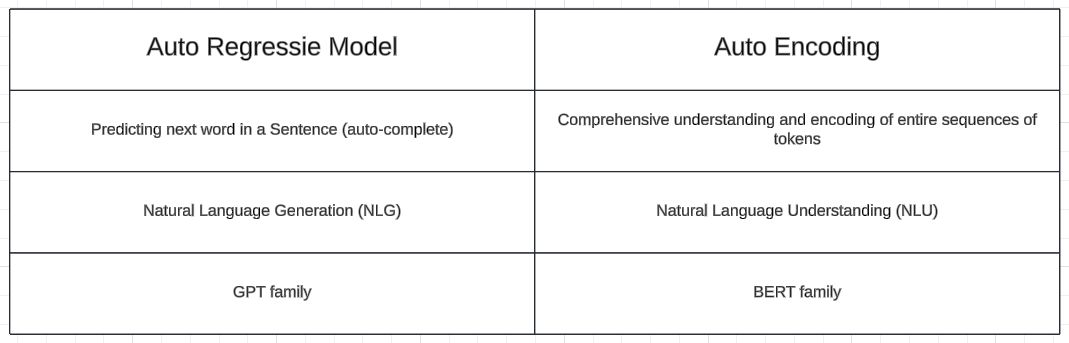 Auto Regressie Model
Auto Encoding
Predicting next word in a Sentence (auto-complete)
Comprehensive understanding and encoding of entire sequences of
tokens
Natural Language Generation (NLG)
Natural Language Understanding (NLU)
GPT family
BERT family